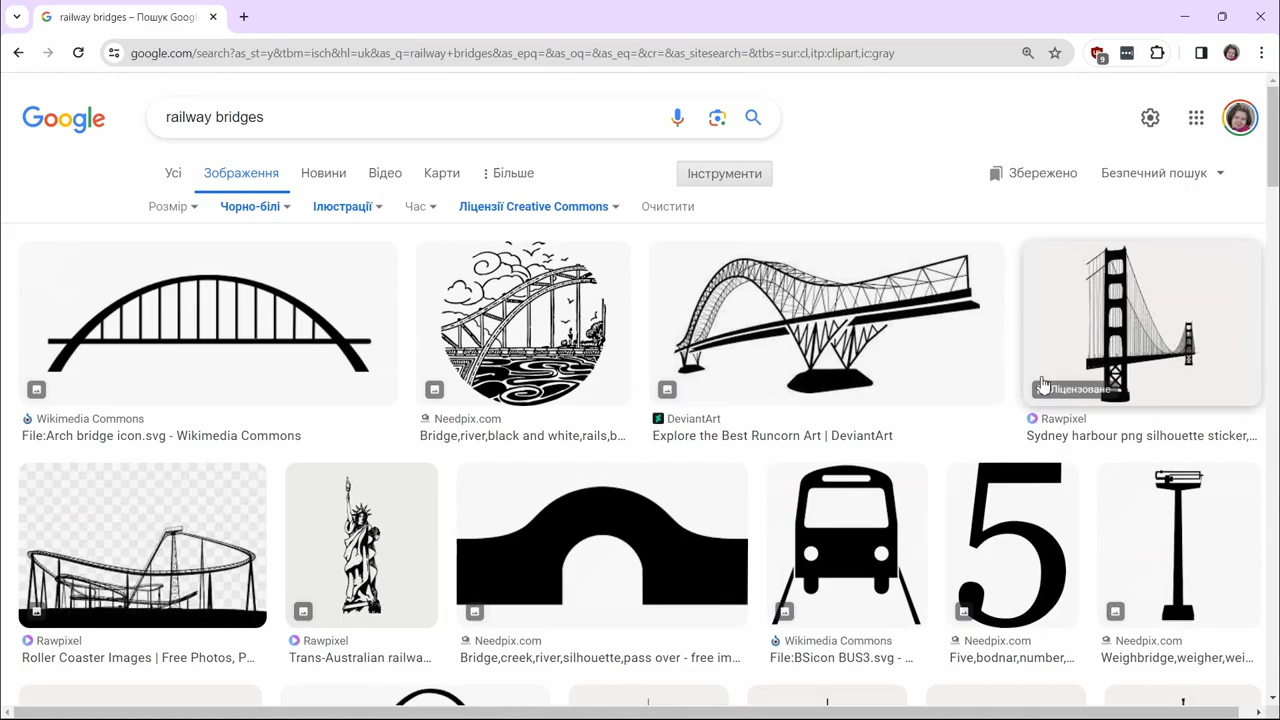 railway bridges – Пошук Googl
google.com/search?as_st=y&tbm=isch&hl=uk&as_q=railway+bridges&as_epq=&as_oq=&as_eq=&cr=&as_sitesearch=&tbs=sur:cl,itp:clipart,ic:gray
9
Google
railway bridges
Усі Зображення Новини Відео Карти Більше Інструменти Збережено Безпечний пошук
Розмір Чорно-білі Ілюстрації Час Ліцензії Creative Commons Очистити
Ліцензоване
Wikimedia Commons
File:Arch bridge icon.svg - Wikimedia Commons
Needpix.com
Bridge,river,black and white,rails,b...
DeviantArt
Explore the Best Runcorn Art | DeviantArt
Rawpixel
Sydney harbour png silhouette sticker,...
5
Rawpixel
Roller Coaster Images | Free Photos, P...
Rawpixel
Trans-Australian railwa...
Needpix.com
Bridge,creek,river,silhouette,pass over - free im...
Wikimedia Commons
File:BSicon BUS3.svg - ...
Needpix.com
Five,bodnar,number,...
Needpix.com
Weighbridge,weigher,wei...